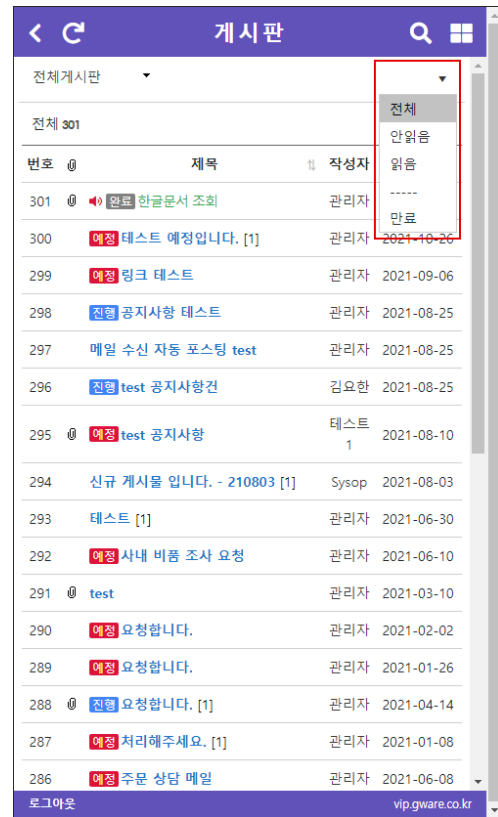 게시판
전체게시판
전체
안읽음
읽음
-----
만료
전체 301
번호 제목 작성자
301 완료 한글문서 조회 관리자
300 예정 테스트 예정입니다. [1] 관리자 2021-10-26
299 예정 링크 테스트 관리자 2021-09-06
298 진행 공지사항 테스트 관리자 2021-08-25
297 메일 수신 자동 포스팅 test 관리자 2021-08-25
296 진행 test 공지사항건 김요한 2021-08-25
295 예정 test 공지사항 테스트 1 2021-08-10
294 신규 게시물 입니다. - 210803 [1] Sysop 2021-08-03
293 테스트 [1] 관리자 2021-06-30
292 예정 사내 비품 조사 요청 관리자 2021-06-10
291 test 관리자 2021-03-10
290 예정 요청합니다. 관리자 2021-02-02
289 예정 요청합니다. 관리자 2021-01-26
288 진행 요청합니다. [1] 관리자 2021-04-14
287 예정 처리해주세요. [1] 관리자 2021-01-08
286 예정 주문 상담 메일 관리자 2021-06-08
로그아웃 vip.gware.co.kr